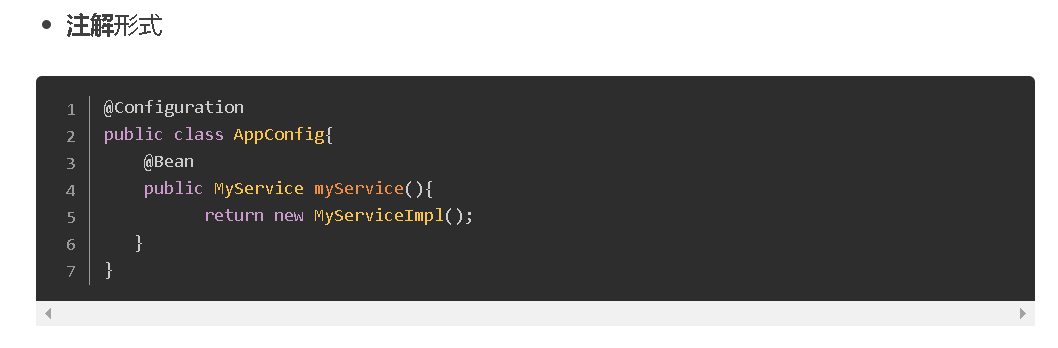 注解形式
1 @Configuration
2 public class AppConfig{
3     @Bean
4     public MyService myService(){
5           return new MyServiceImpl();
6    }
7 }